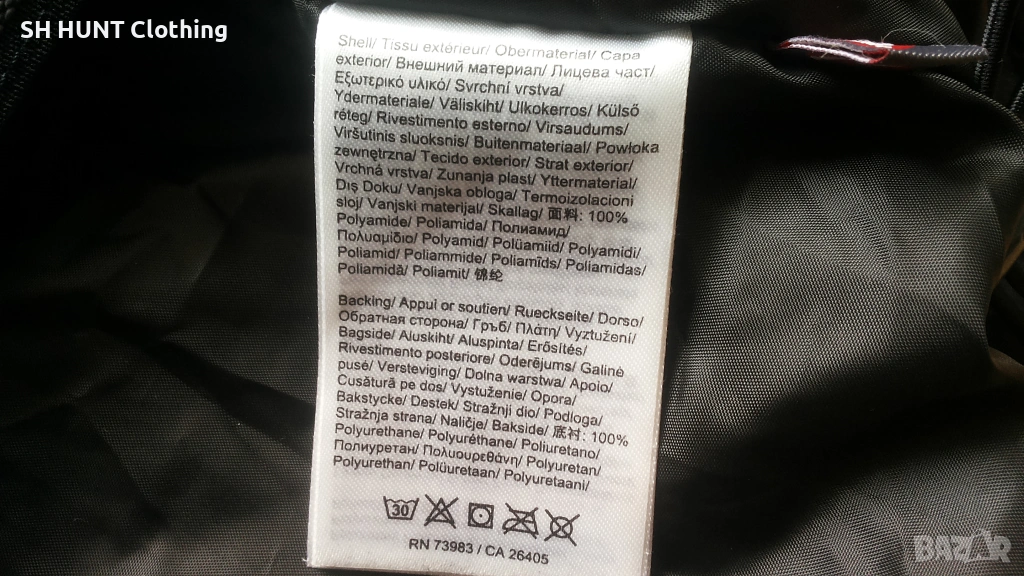 SH HUNT Clothing
Shell/ Tissu extérieur/ Obermaterial/ Capa
exterior/ Внешний материал/ Лицева част/
Εξωτερικό υλικό/ Svrchní vrstva/
Ydermateriale/ Väliskiht/ Ulkokerros/ Külső
réteg/ Rivestimento esterno/ Virsaudums/
Viršutinis sluoksnis/ Buitenmateriaal/ Powłoka
zewnętrzna/ Tecido exterior/ Strat exterior/
Vrchná vrstva/ Zunanja plast/ Yttermaterial/
Dış Doku/ Vanjska obloga/ Termoizolacioni
sloj/ Vanjski materijal/ Skallag/ 面料: 100%
Polyamide/ Poliamida/ Полиамид/
Πολυαμίδιο/ Polyamid/ Polüamiid/ Polyamidi/
Poliamid/ Poliammide/ Poliamīds/ Poliamidas/
Poliamidă/ Poliamit/ 锦纶
Backing/ Appui or soutien/ Rueckseite/ Dorso/
Обратная сторона/ Гръб/ Πλάτη/ Vyztužení/
Bagside/ Aluskiht/ Aluspinta/ Erősítés/
Rivestimento posteriore/ Oderējums/ Galinė
pusė/ Versteviging/ Dolna warstwa/ Apoio/
Cusătură pe dos/ Vystuženie/ Opora/
Bakstycke/ Destek/ Stražnji dio/ Podloga/
Stražnja strana/ Naličje/ Bakside/ 底衬: 100%
Polyurethane/ Polyuréthane/ Poliuretano/
Полиуретан/ Πολυουρεθάνη/ Polyuretan/
Polyurethan/ Polüuretaan/ Polyuretaani/
30
RN 73983 / CA 26405
BAZAR